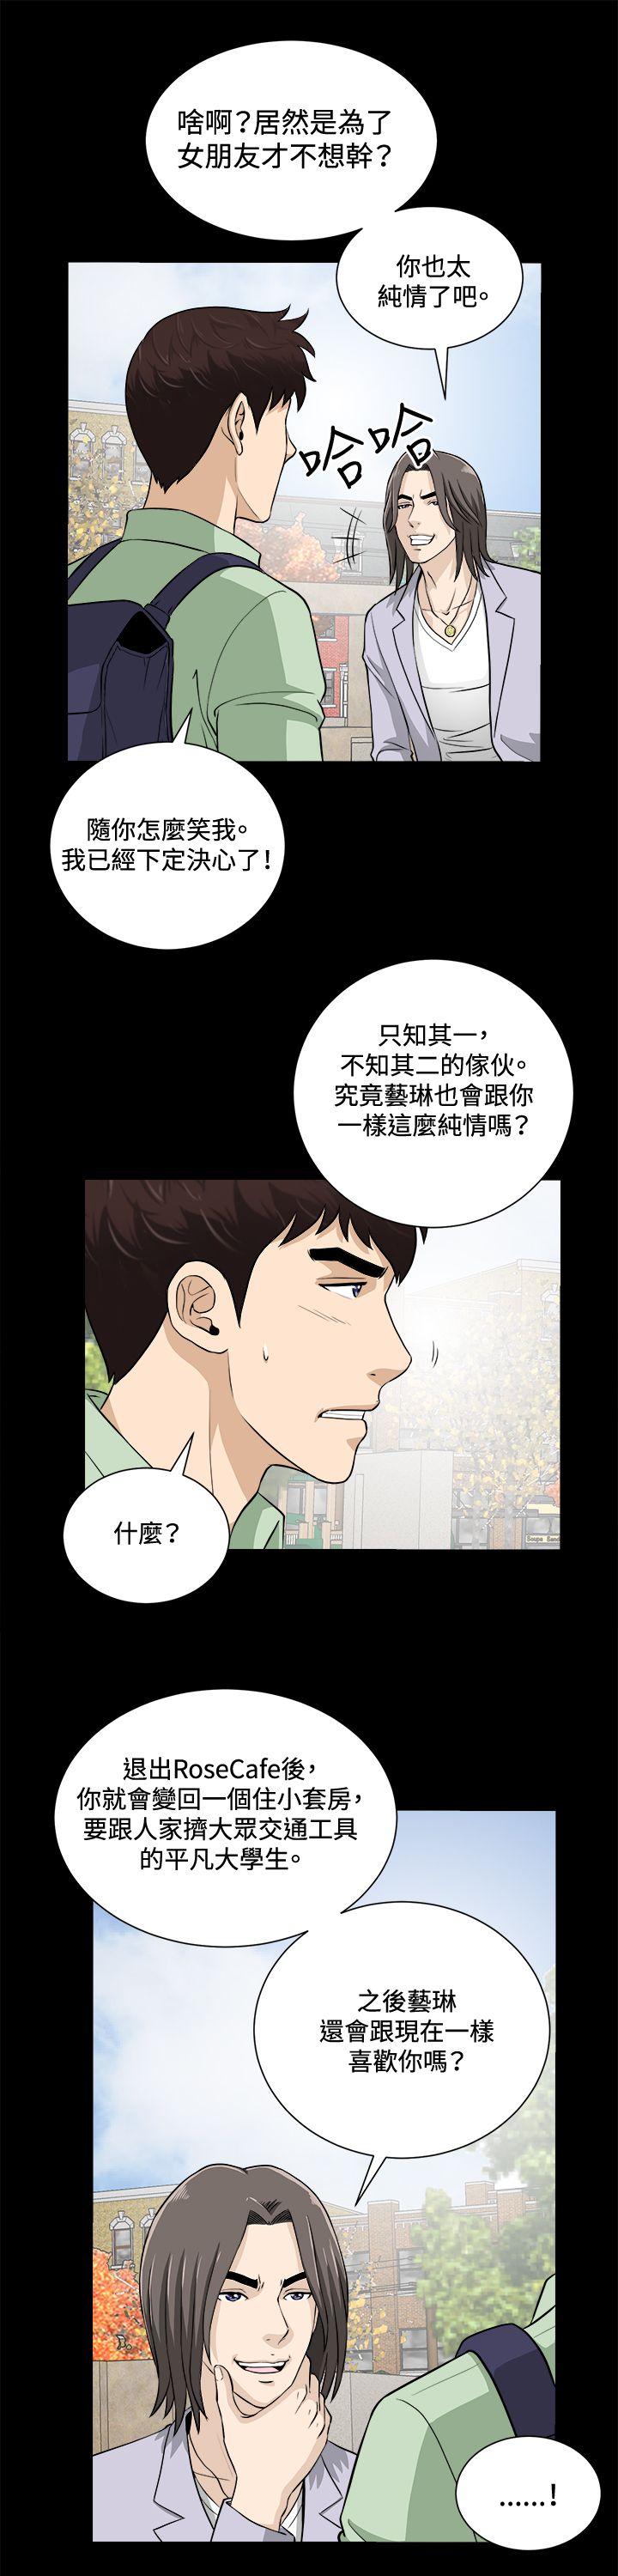 啥啊？居然是為了
女朋友才不想幹？
你也太
純情了吧。
哈哈
隨你怎麼笑我。
我已經下定決心了！
只知其一，
不知其二的傢伙。
究竟藝琳也會跟你
一樣這麼純情嗎？
什麼？
退出RoseCafe後，
你就會變回一個住小套房，
要跟人家擠大眾交通工具
的平凡大學生。
之後藝琳
還會跟現在一樣
喜歡你嗎？
......！